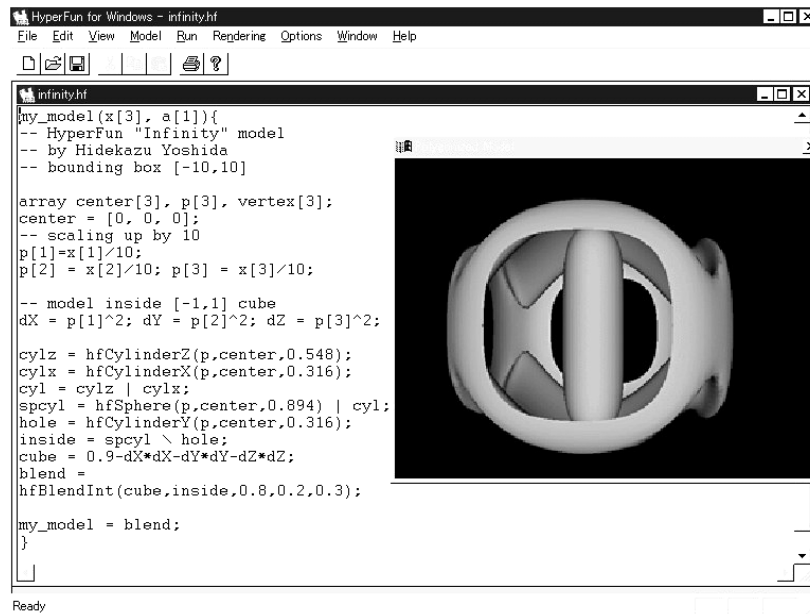 HyperFun for Windows - infinity.hf
File Edit View Model Run Rendering Options Window Help
infinity.hf
my_model(x[3], a[1]){
-- HyperFun "Infinity" model
-- by Hidekazu Yoshida
-- bounding box [-10,10]
array center[3], p[3], vertex[3];
center = [0, 0, 0];
-- scaling up by 10
p[1]=x[1]/10;
p[2] = x[2]/10; p[3] = x[3]/10;
-- model inside [-1,1] cube
dX = p[1]^2; dY = p[2]^2; dZ = p[3]^2;
cylz = hfCylinderZ(p,center,0.548);
cylx = hfCylinderX(p,center,0.316);
cyl = cylz | cylx;
spcyl = hfSphere(p,center,0.894) | cyl;
hole = hfCylinderY(p,center,0.316);
inside = spcyl \ hole;
cube = 0.9-dX*dX-dY*dY-dZ*dZ;
blend =
hfBlendInt(cube,inside,0.8,0.2,0.3);
my_model = blend;
}
Ready